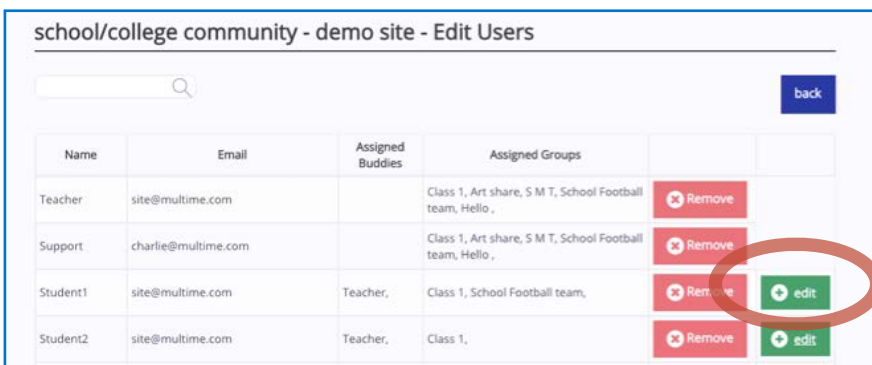 school/college community - demo site - Edit Users
back
Name Email Assigned Buddies Assigned Groups
Teacher site@multime.com Class 1, Art share, S M T, School Football
team, Hello , Remove
Support charlie@multime.com Class 1, Art share, S M T, School Football
team, Hello , Remove
Student1 site@multime.com Teacher, Class 1, School Football team, Remove edit
Student2 site@multime.com Teacher, Class 1, Remove edit